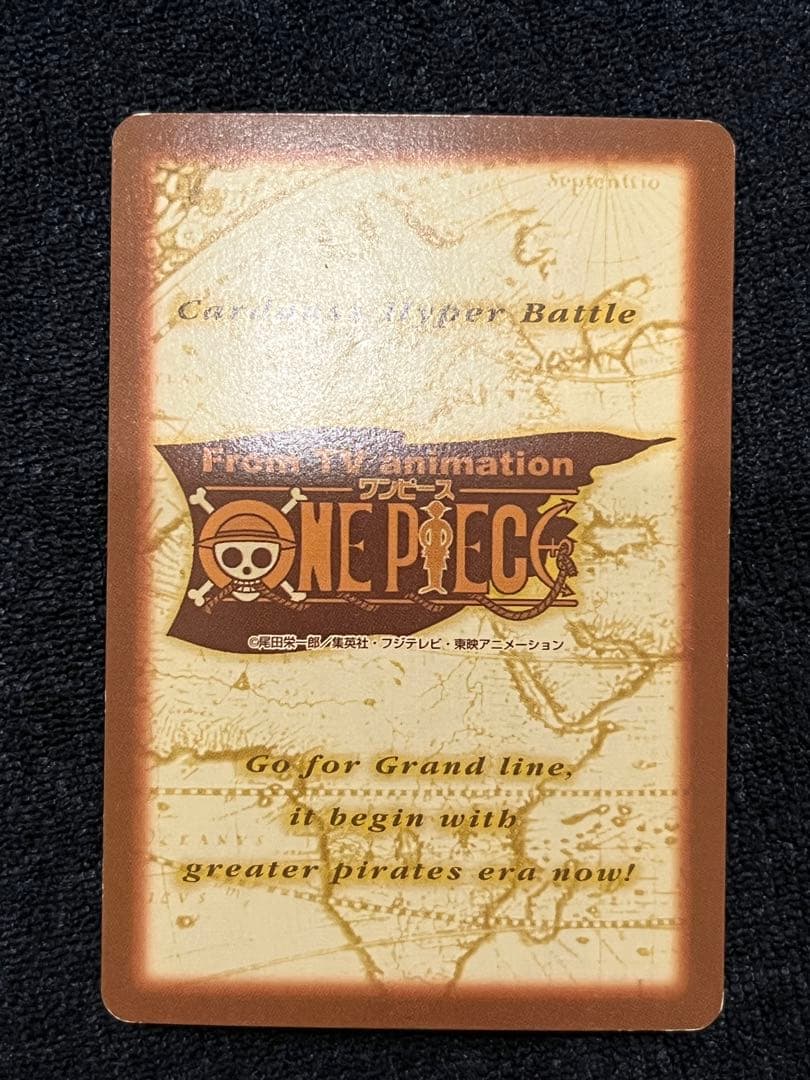 Septentrio
Carddass Hyper Battle
From TV animation
ワンピース
ONE PIECE
©尾田栄一郎／集英社・フジテレビ・東映アニメーション
Go for Grand line,
it begin with
greater pirates era now!